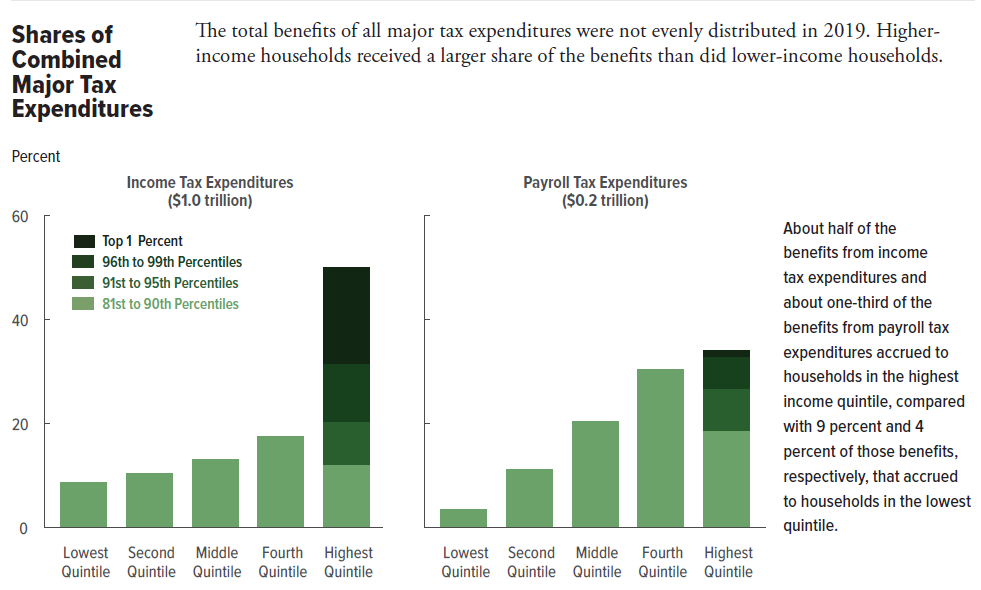 Shares of
Combined
Major Tax
Expenditures
The total benefits of all major tax expenditures were not evenly distributed in 2019. Higher-
income households received a larger share of the benefits than did lower-income households.
Percent
Income Tax Expenditures
($1.0 trillion)
60
40
20
0
Top 1 Percent
96th to 99th Percentiles
91st to 95th Percentiles
81st to 90th Percentiles
Lowest Quintile
Second Quintile
Middle Quintile
Fourth Quintile
Highest Quintile
Payroll Tax Expenditures
($0.2 trillion)
Lowest Quintile
Second Quintile
Middle Quintile
Fourth Quintile
Highest Quintile
About half of the
benefits from income
tax expenditures and
about one-third of the
benefits from payroll tax
expenditures accrued to
households in the highest
income quintile, compared
with 9 percent and 4
percent of those benefits,
respectively, that accrued
to households in the lowest
quintile.